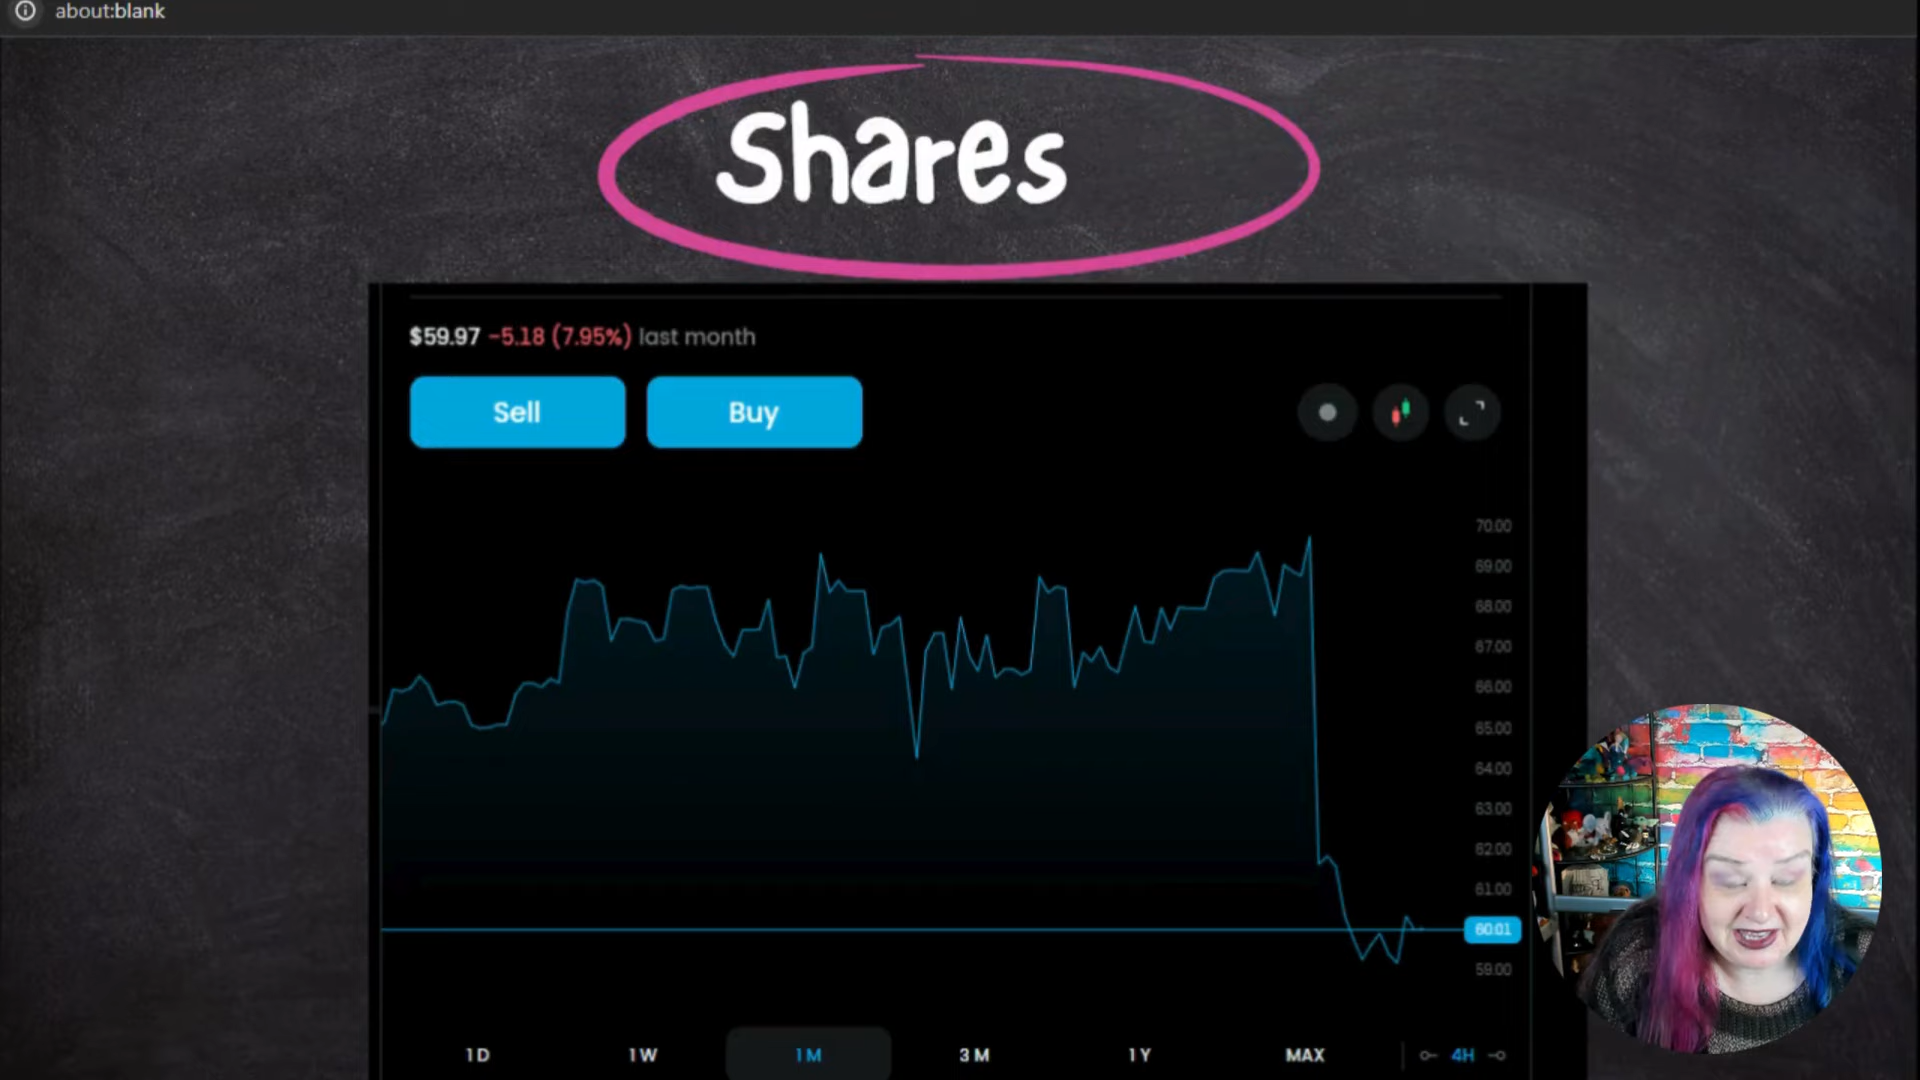 about:blank
Shares
$59.97 -5.18 (7.95%) last month
Sell Buy
70.00
69.00
68.00
67.00
66.00
65.00
64.00
63.00
62.00
61.00
60.01
59.00
1D 1W 1M 3M 1Y MAX 4H